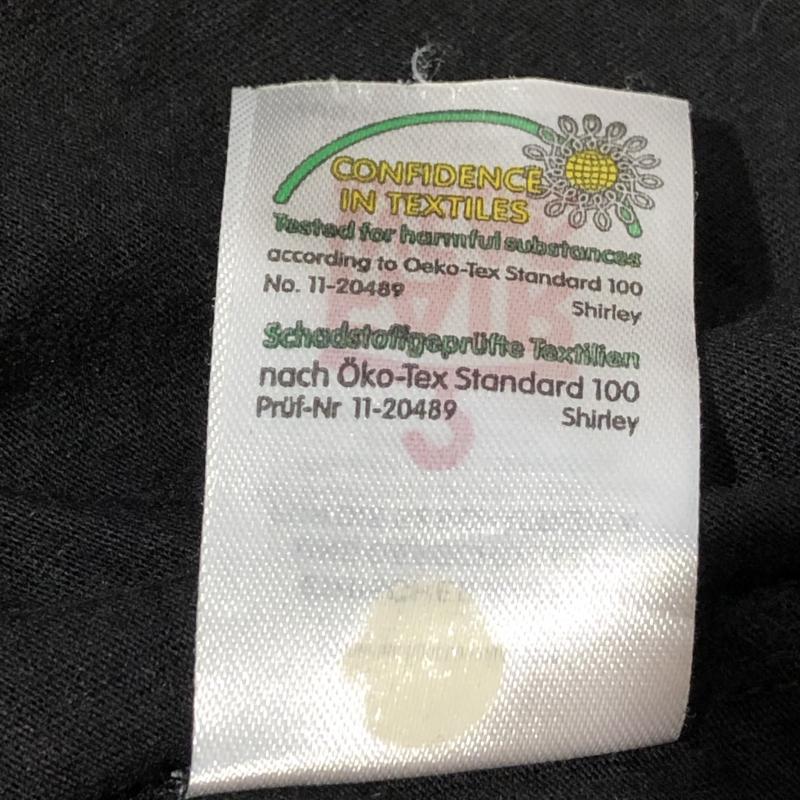 CONFIDENCE
IN TEXTILES
Tested for harmful substances
according to Oeko-Tex Standard 100
No. 11-20489
Shirley
Schadstoffgeprüfte Textilien
nach Öko-Tex Standard 100
Prüf-Nr 11-20489 Shirley